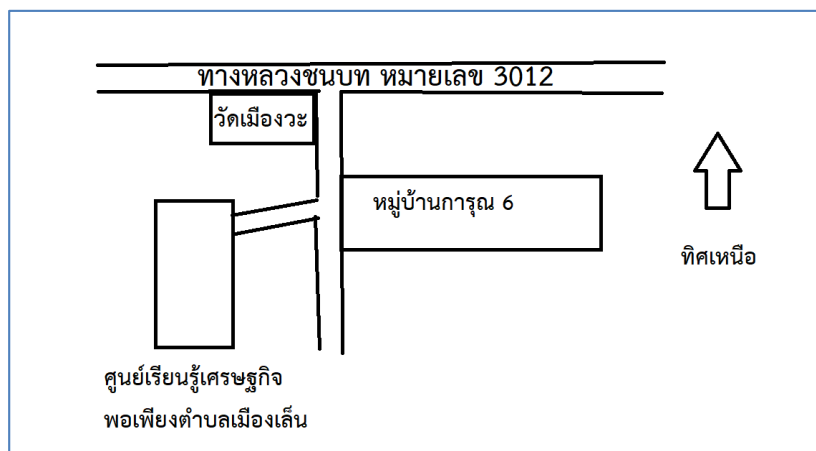 ทางหลวงชนบท หมายเลข 3012
วัดเมืองวะ
หมู่บ้านการุณ 6
ทิศเหนือ
ศูนย์เรียนรู้เศรษฐกิจ
พอเพียงตำบลเมืองเล็น